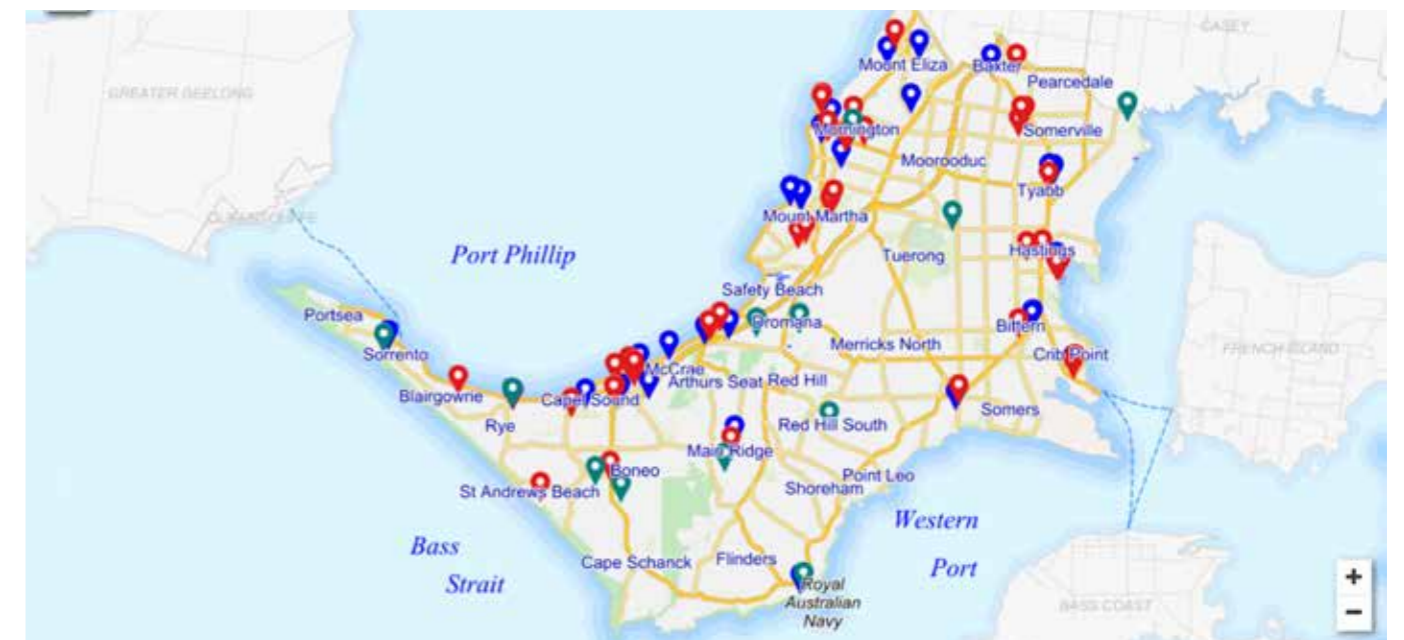 CASEY
Mount Eliza
Baxter
Pearcedale
GREATER GEELONG
Mornington
Somerville
Moorooduc
Tyabb
QUEENSCLIFFE
Mount Martha
Port Phillip
Hastings
Tuerong
Safety Beach
Portsea
Dromana
Bittern
Sorrento
Merricks North
Crib Point
FRENCH ISLAND
McCrae
Arthurs Seat
Red Hill
Blairgowrie
Capel Sound
Somers
Rye
Red Hill South
Main Ridge
Boneo
Point Leo
St Andrews Beach
Shoreham
Western
Port
Bass
Strait
Cape Schanck
Flinders
Royal
Australian
Navy
BASS COAST
+
−